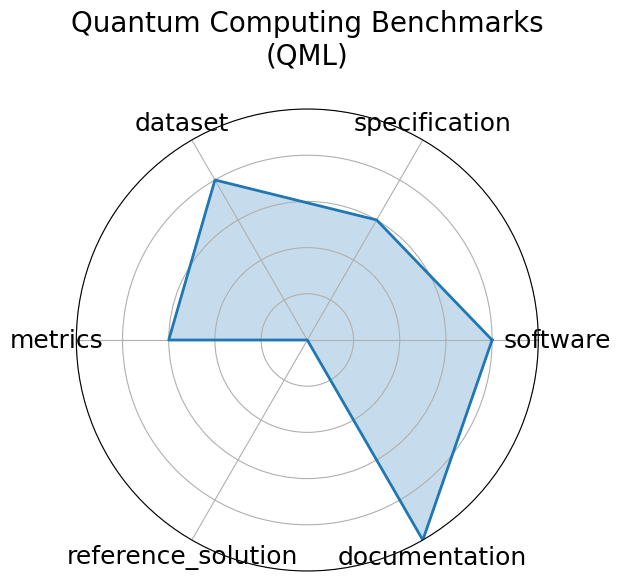 Quantum Computing Benchmarks
(QML)
dataset
specification
metrics
software
reference_solution
documentation